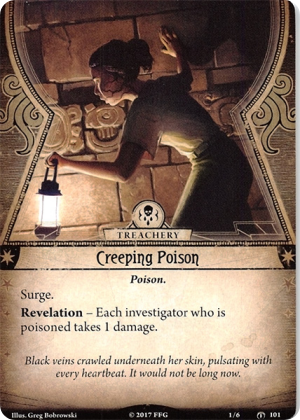 TREACHERY
Creeping Poison
Poison.
Surge.
Revelation – Each investigator who is
poisoned takes 1 damage.
Black veins crawled underneath her skin, pulsating with
every heartbeat. It would not be long now.
Illus. Greg Bobrowski © 2017 FFG 1/6 101